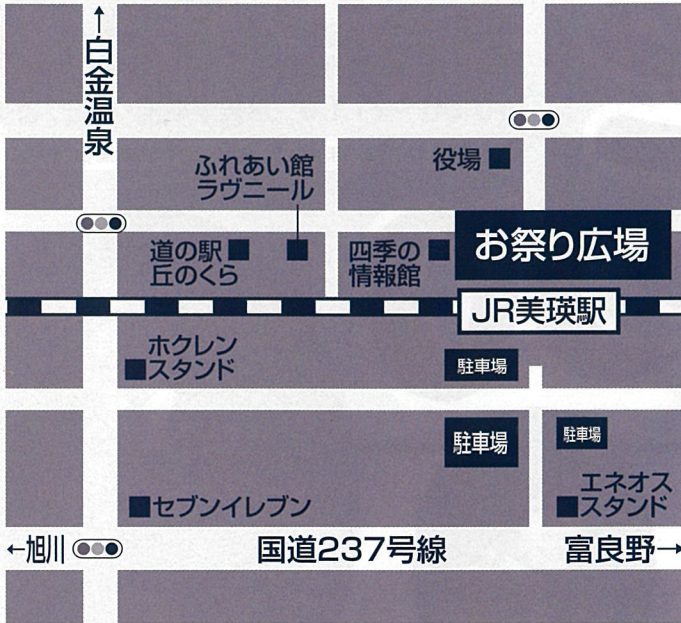 ↑白金温泉
役場
ふれあい館
ラヴニール
お祭り広場
道の駅
丘のくら
四季の
情報館
JR美瑛駅
ホクレン
スタンド
駐車場
駐車場
駐車場
セブンイレブン
エネオス
スタンド
←旭川
国道237号線
富良野→